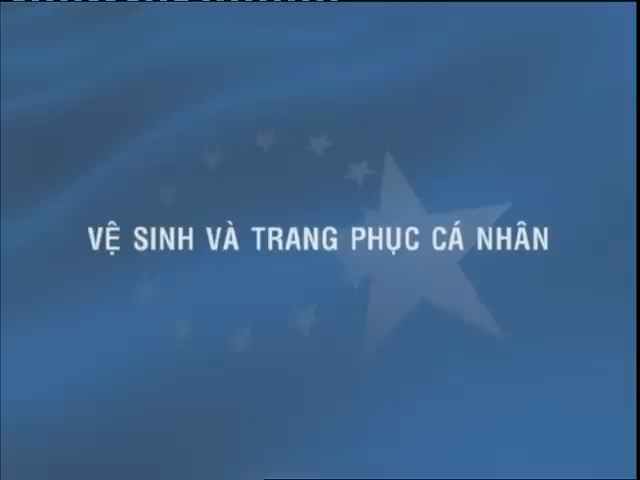 VỆ SINH VÀ TRANG PHỤC CÁ NHÂN